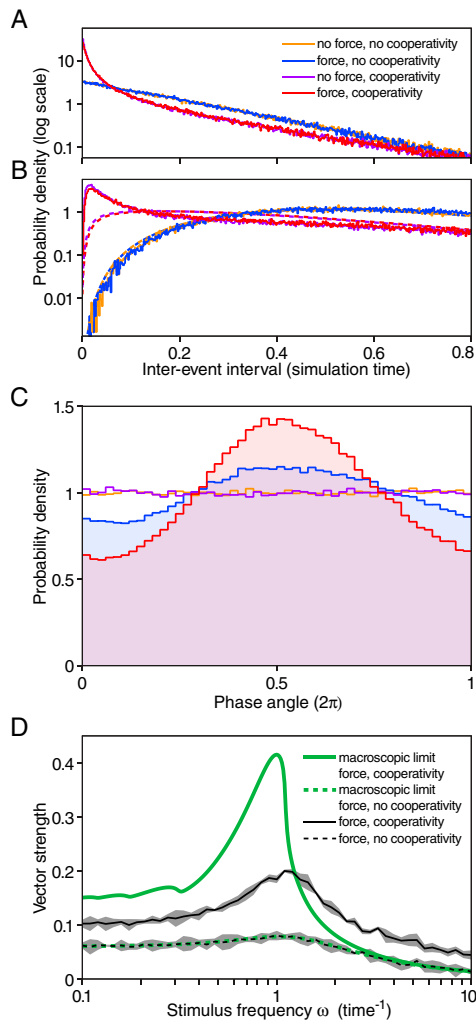 A
10
1
0.1
no force, no cooperativity
force, no cooperativity
no force, cooperativity
force, cooperativity
B
1
0.1
0.01
Probability density (log scale)
0
0.2
0.4
0.6
0.8
Inter-event interval (simulation time)
C
1.5
1
0.5
0
Probability density
0
0.5
1
Phase angle (2π)
D
0.4
0.3
0.2
0.1
0
Vector strength
macroscopic limit
force, cooperativity
macroscopic limit
force, no cooperativity
force, cooperativity
force, no cooperativity
0.1
1
10
Stimulus frequency ω (time⁻¹)